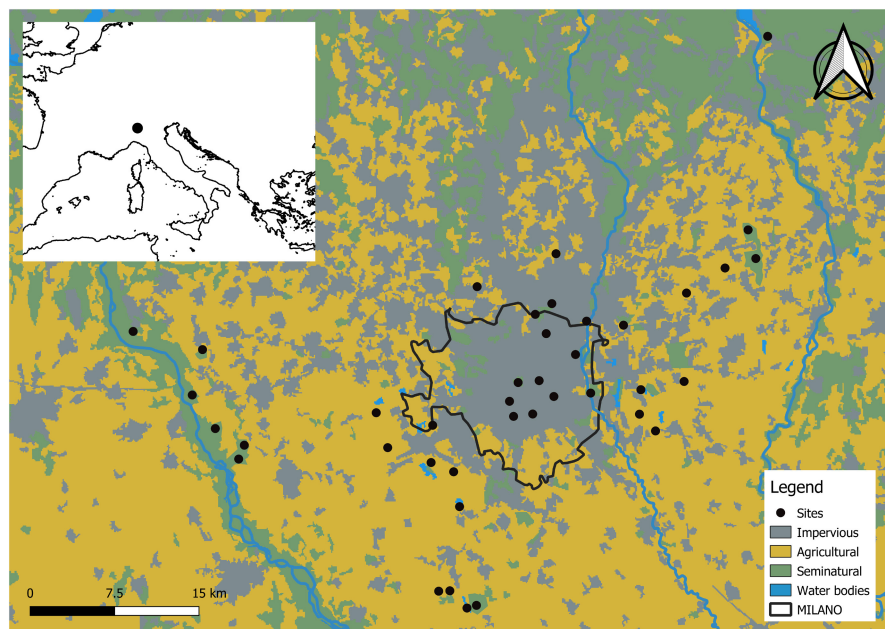 0 7.5 15 km
Legend
Sites
Impervious
Agricultural
Seminatural
Water bodies
MILANO